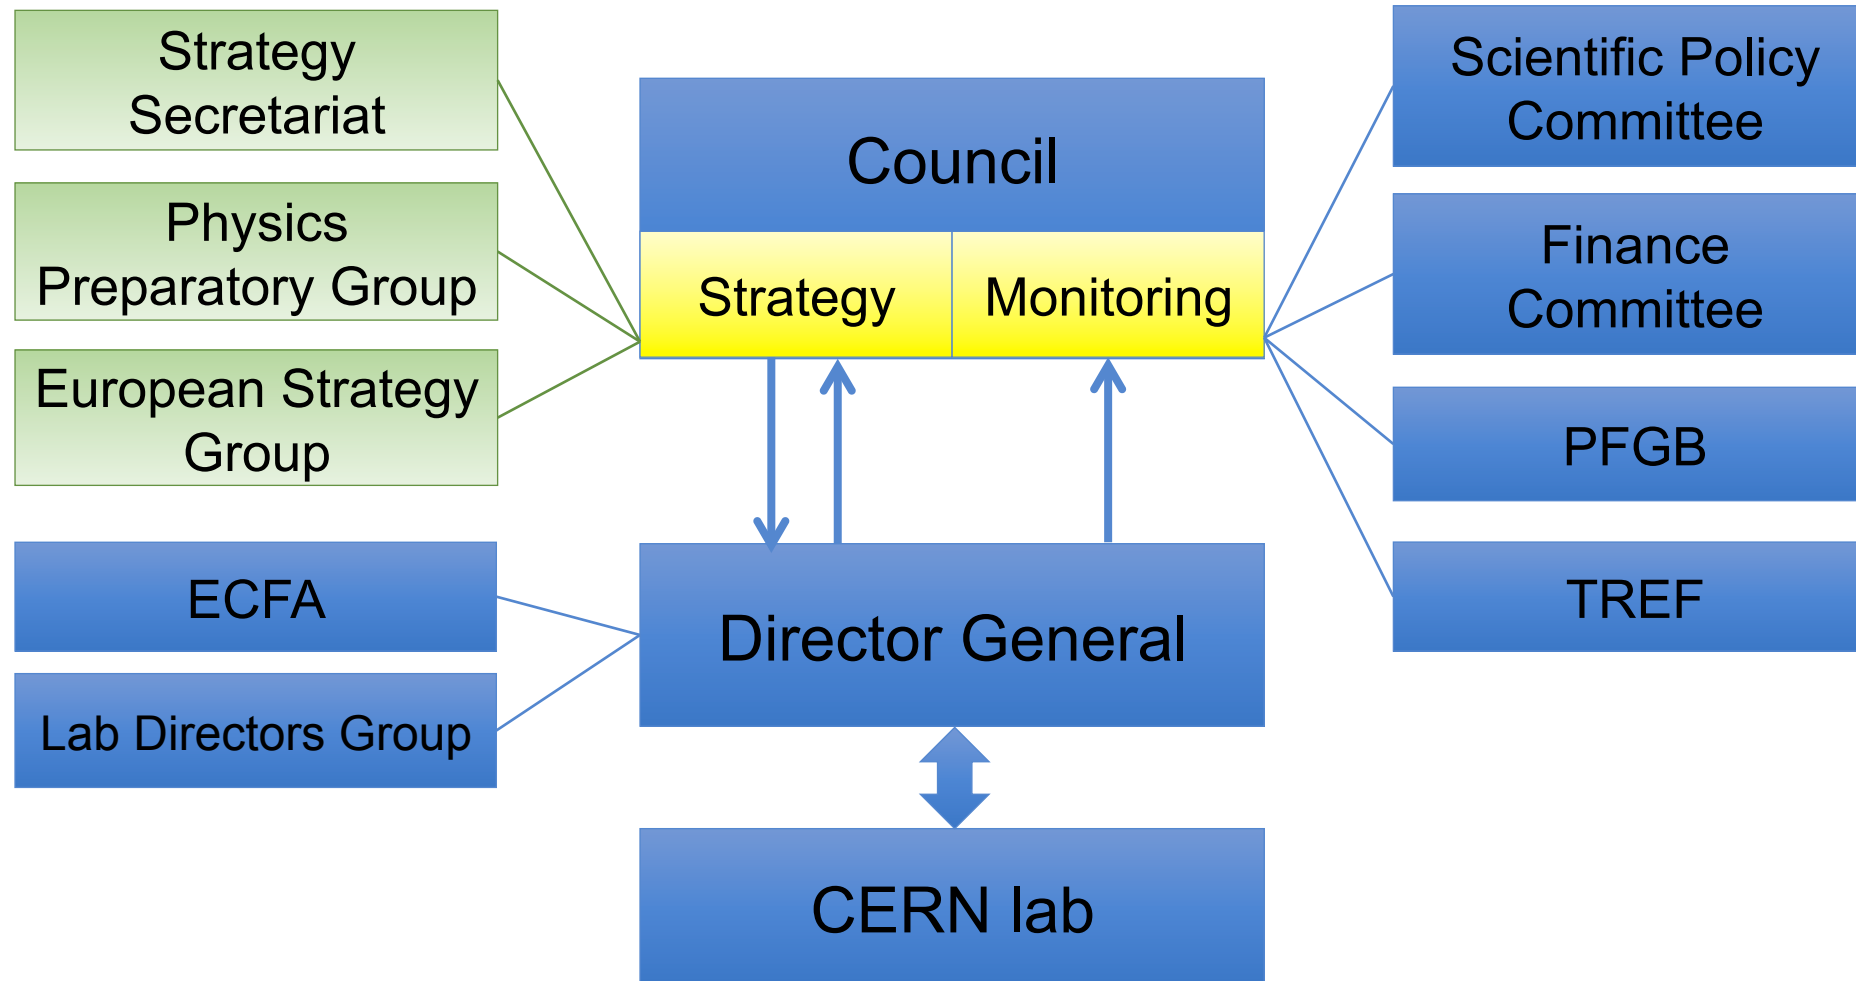 Strategy
Secretariat
Physics
Preparatory Group
European Strategy
Group
ECFA
Lab Directors Group
Council
Strategy
Monitoring
Director General
CERN lab
Scientific Policy
Committee
Finance
Committee
PFGB
TREF